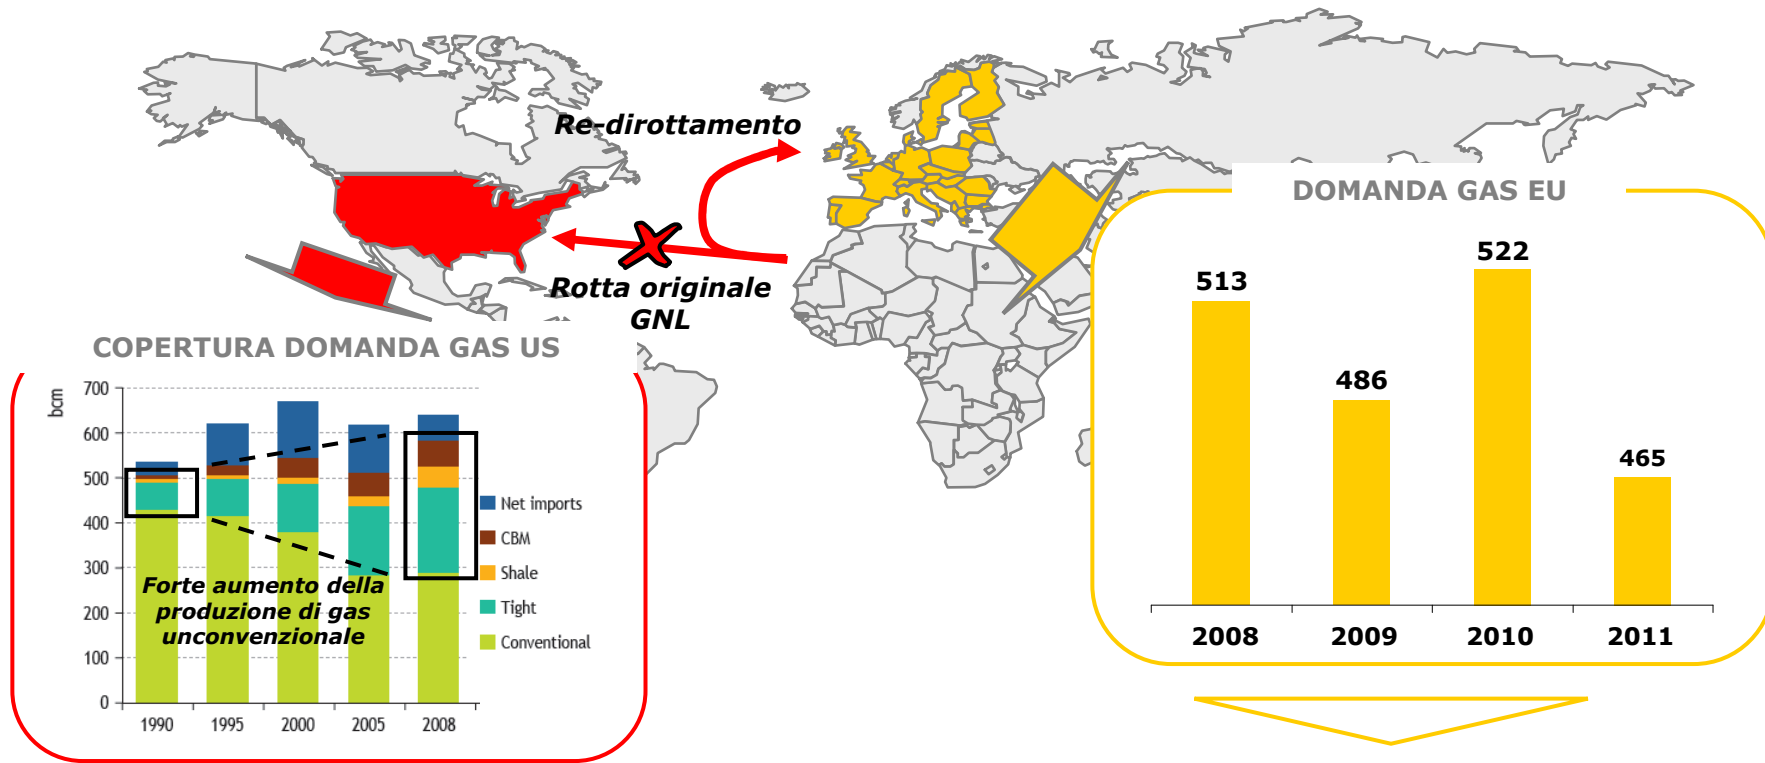 Re-dirottamento
Rotta originale
GNL
DOMANDA GAS EU
513
486
522
465
2008
2009
2010
2011
COPERTURA DOMANDA GAS US
bcm
700
600
500
400
300
200
100
0
1990
1995
2000
2005
2008
Net imports
CBM
Shale
Tight
Conventional
Forte aumento della
produzione di gas
unconvenzionale